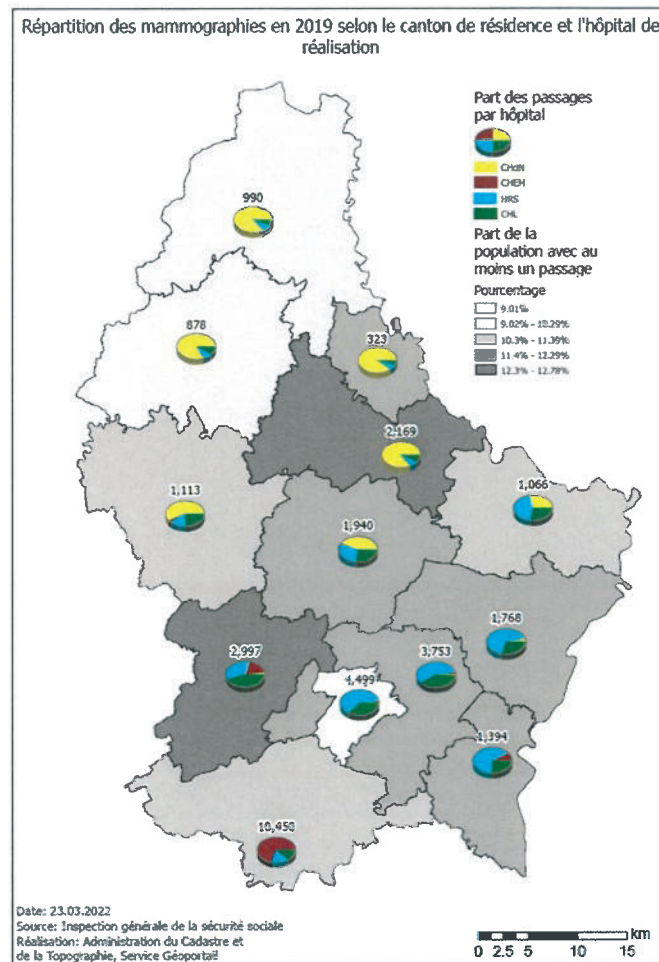 Répartition des mammographies en 2019 selon le canton de résidence et l'hôpital de
réalisation
Part des passages
par hôpital
CHdN
CHEM
HRS
CHL
Part de la
population avec au
moins un passage
Pourcentage
9.01%
9.02% - 10.29%
10.3% - 11.39%
11.4% - 12.29%
12.3% - 12.78%
990
878
323
2,169
1,113
1,066
1,940
1,768
2,997
3,753
4,499
1,394
10,450
Date: 23.03.2022
Source: Inspection générale de la sécurité sociale
Réalisation: Administration du Cadastre et
de la Topographie, Service Géoportail
km
0 2.5 5 10 15